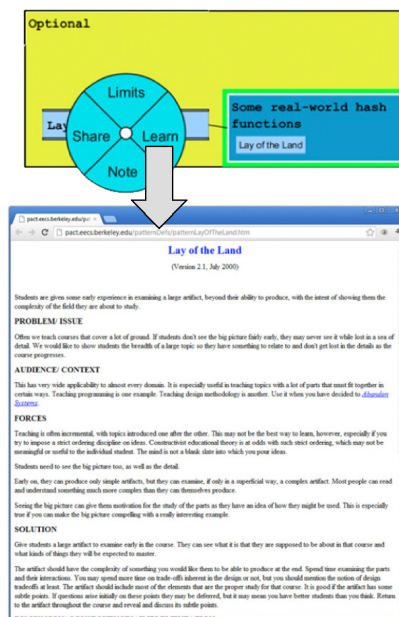 Optional
Limits
Lay
Share
Learn
Note
Some real-world hash
functions
Lay of the Land
pact.eecs.berkeley.edu/pat
pact.eecs.berkeley.edu/patternDefs/patternLayOfTheLand.htm
Lay of the Land
(Version 2.1, July 2000)
Students are given some early experience in examining a large artifact, beyond their ability to produce, with the intent of showing them the
complexity of the field they are about to study.
PROBLEM/ ISSUE
Often we teach courses that cover a lot of ground. If students don't see the big picture fairly early, they may never see it while lost in a sea of
detail. We would like to show students the breadth of a large topic so they have something to relate to and don't get lost in the details as the
course progresses.
AUDIENCE/ CONTEXT
This has very wide applicability to almost every domain. It is especially useful in teaching topics with a lot of parts that must fit together in
certain ways. Teaching programming is one example. Teaching design methodology is another. Use it when you have decided to Abandon
Systems.
FORCES
Teaching is often incremental, with topics introduced one after the other. This may not be the best way to learn, however, especially if you
try to impose a strict ordering discipline on ideas. Constructivist educational theory is at odds with such strict ordering, which may not be
meaningful or useful to the individual student. The mind is not a blank slate into which you pour ideas.
Students need to see the big picture too, as well as the detail.
Early on, they can produce only simple artifacts, but they can examine, if only in a superficial way, a complex artifact. Most people can read
and understand something much more complex than they can themselves produce.
Seeing the big picture can give them motivation for the study of the parts as they have an idea of how they might be used. This is especially
true if you can make the big picture compelling with a really interesting example.
SOLUTION
Give students a large artifact to examine early in the course. They can see what it is that they are supposed to be about in that course and
what kinds of things they will be expected to master.
The artifact should have the complexity of something you would like them to be able to produce at the end. Spend time examining the parts
and their interactions. You may spend more time on trade-offs inherent in the design or not, but you should mention the notion of design
tradeoffs at least. The artifact should include most of the elements that are the proper study for that course. It is good if the artifact has some
subtle points. If questions arise initially on these points they may be deferred, but it may mean you have better students than you think. Return
to the artifact throughout the course and reveal and discuss its subtle points.